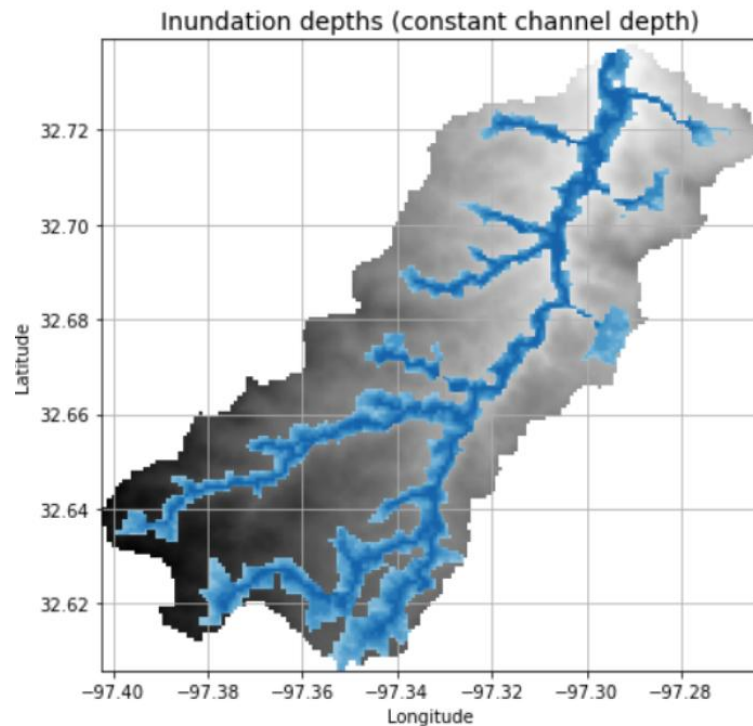 Inundation depths (constant channel depth)
32.72
32.70
32.68
32.66
32.64
32.62
Latitude
−97.40 −97.38 −97.36 −97.34 −97.32 −97.30 −97.28
Longitude